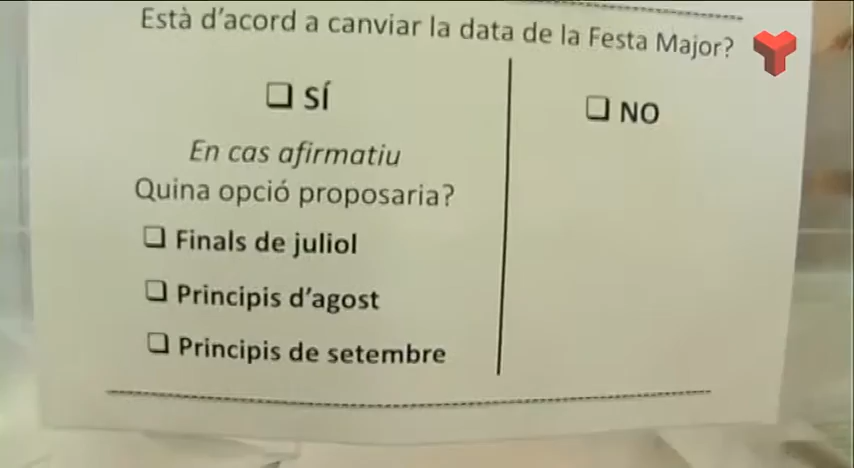 Està d'acord a canviar la data de la Festa Major?
❏ SÍ
❏ NO
En cas afirmatiu
Quina opció proposaria?
❏ Finals de juliol
❏ Principis d'agost
❏ Principis de setembre